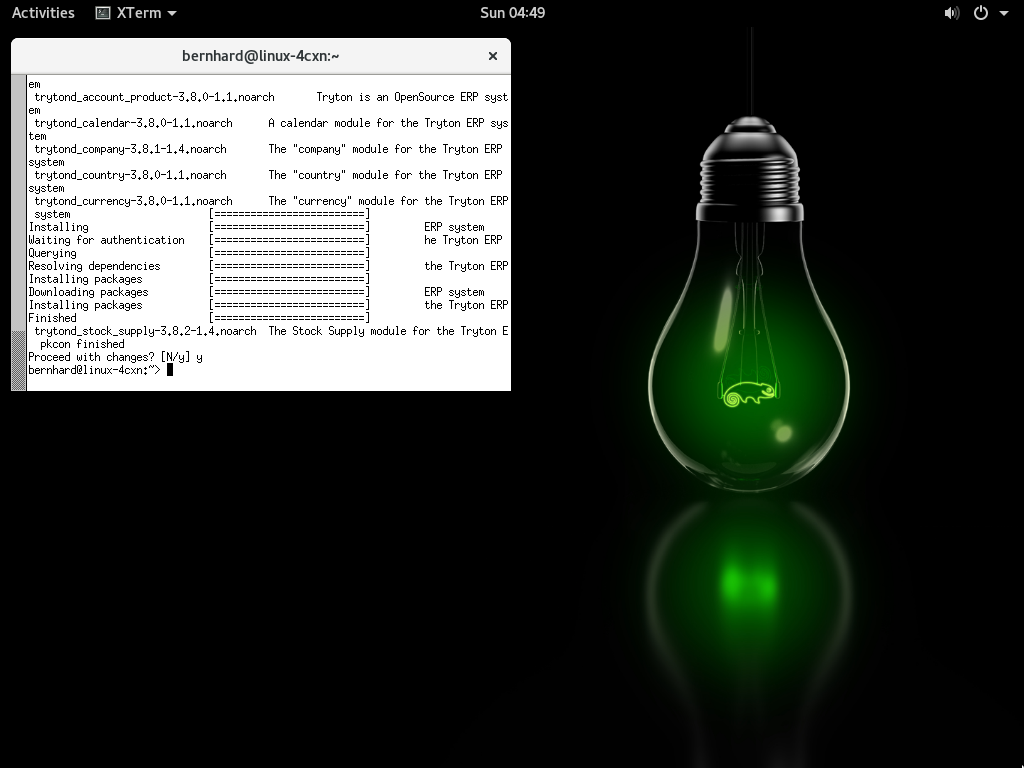 Activities XTerm Sun 04:49
bernhard@linux-4cxn:~ ×
em
trytond_account_product-3.8.0-1.1.noarch Tryton is an OpenSource ERP syst
em
trytond_calendar-3.8.0-1.1.noarch A calendar module for the Tryton ERP sys
tem
trytond_company-3.8.1-1.4.noarch The "company" module for the Tryton ERP
system
trytond_country-3.8.0-1.1.noarch The "country" module for the Tryton ERP
system
trytond_currency-3.8.0-1.1.noarch The "currency" module for the Tryton ERP
system [=========================]
Installing [=========================] ERP system
Waiting for authentication [=========================] he Tryton ERP
Querying [=========================]
Resolving dependencies [=========================] the Tryton ERP
Installing packages [=========================]
Downloading packages [=========================] ERP system
Installing packages [=========================] the Tryton ERP
Finished [=========================]
trytond_stock_supply-3.8.2-1.4.noarch The Stock Supply module for the Tryton E
pkcon finished
Proceed with changes? [N/y] y
bernhard@linux-4cxn:~>